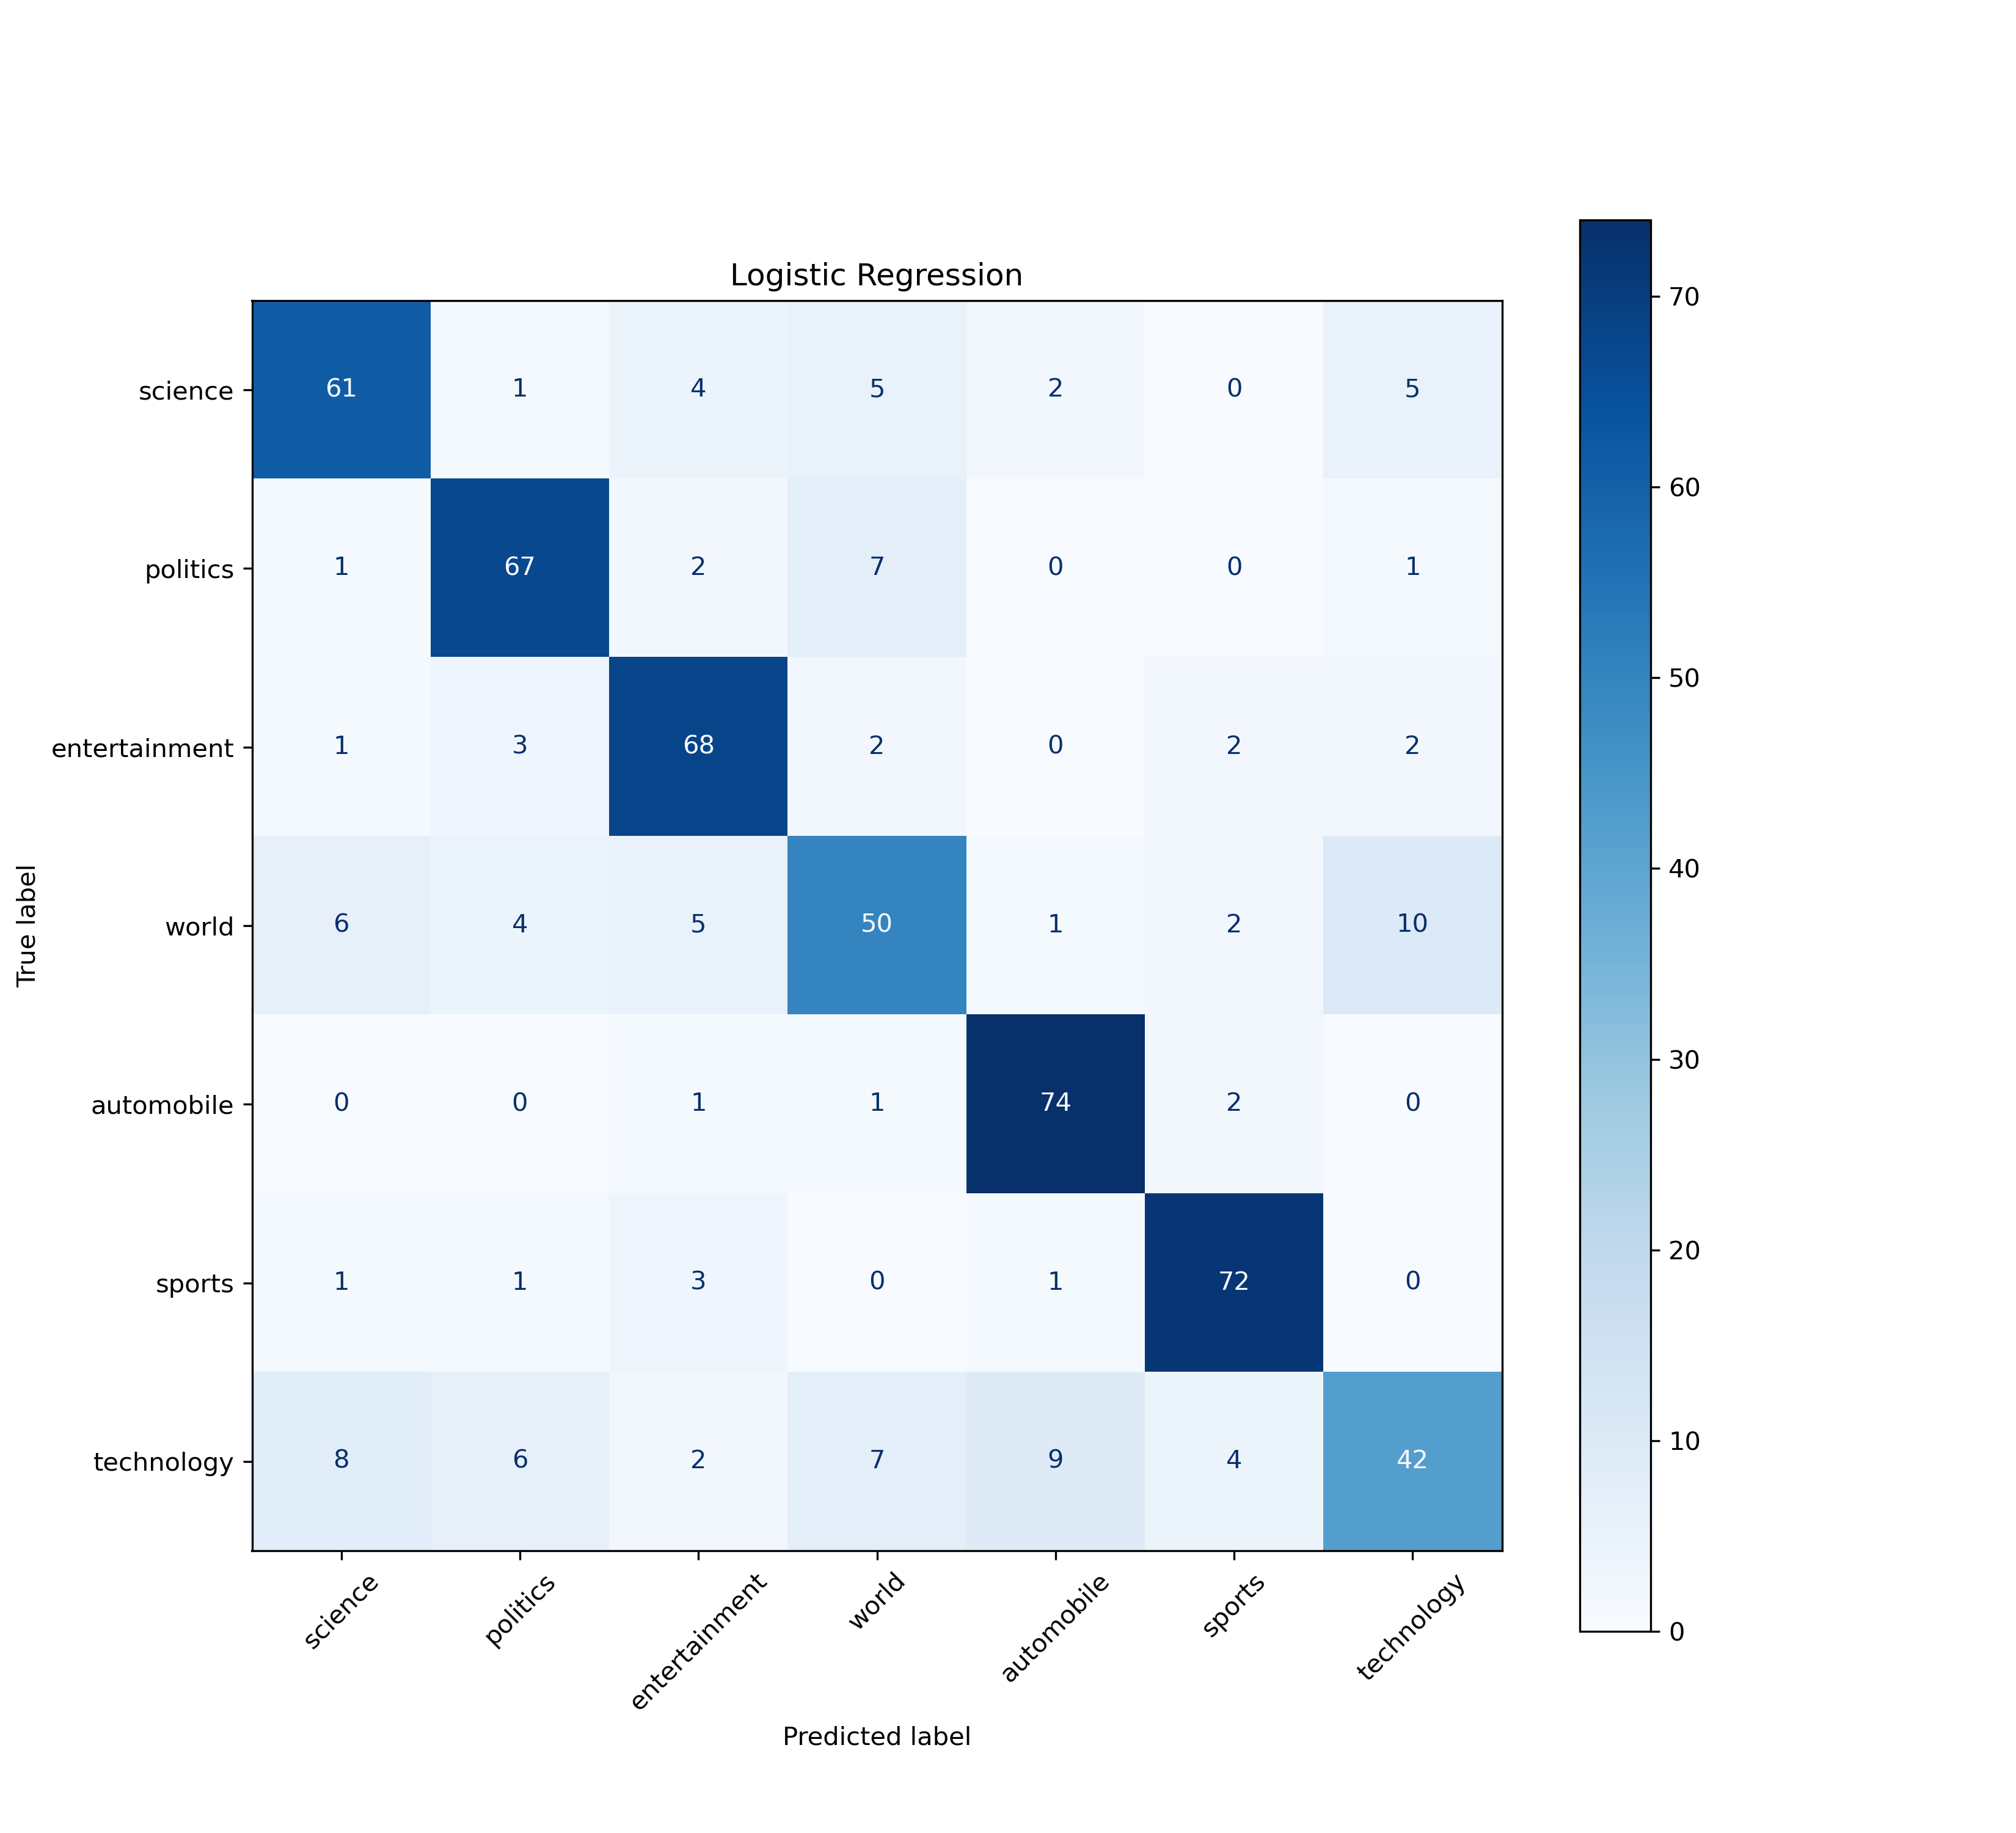 Logistic Regression
science 61 1 4 5 2 0 5
politics 1 67 2 7 0 0 1
entertainment 1 3 68 2 0 2 2
world 6 4 5 50 1 2 10
automobile 0 0 1 1 74 2 0
sports 1 1 3 0 1 72 0
technology 8 6 2 7 9 4 42
True label
science politics entertainment world automobile sports technology
Predicted label
70
60
50
40
30
20
10
0